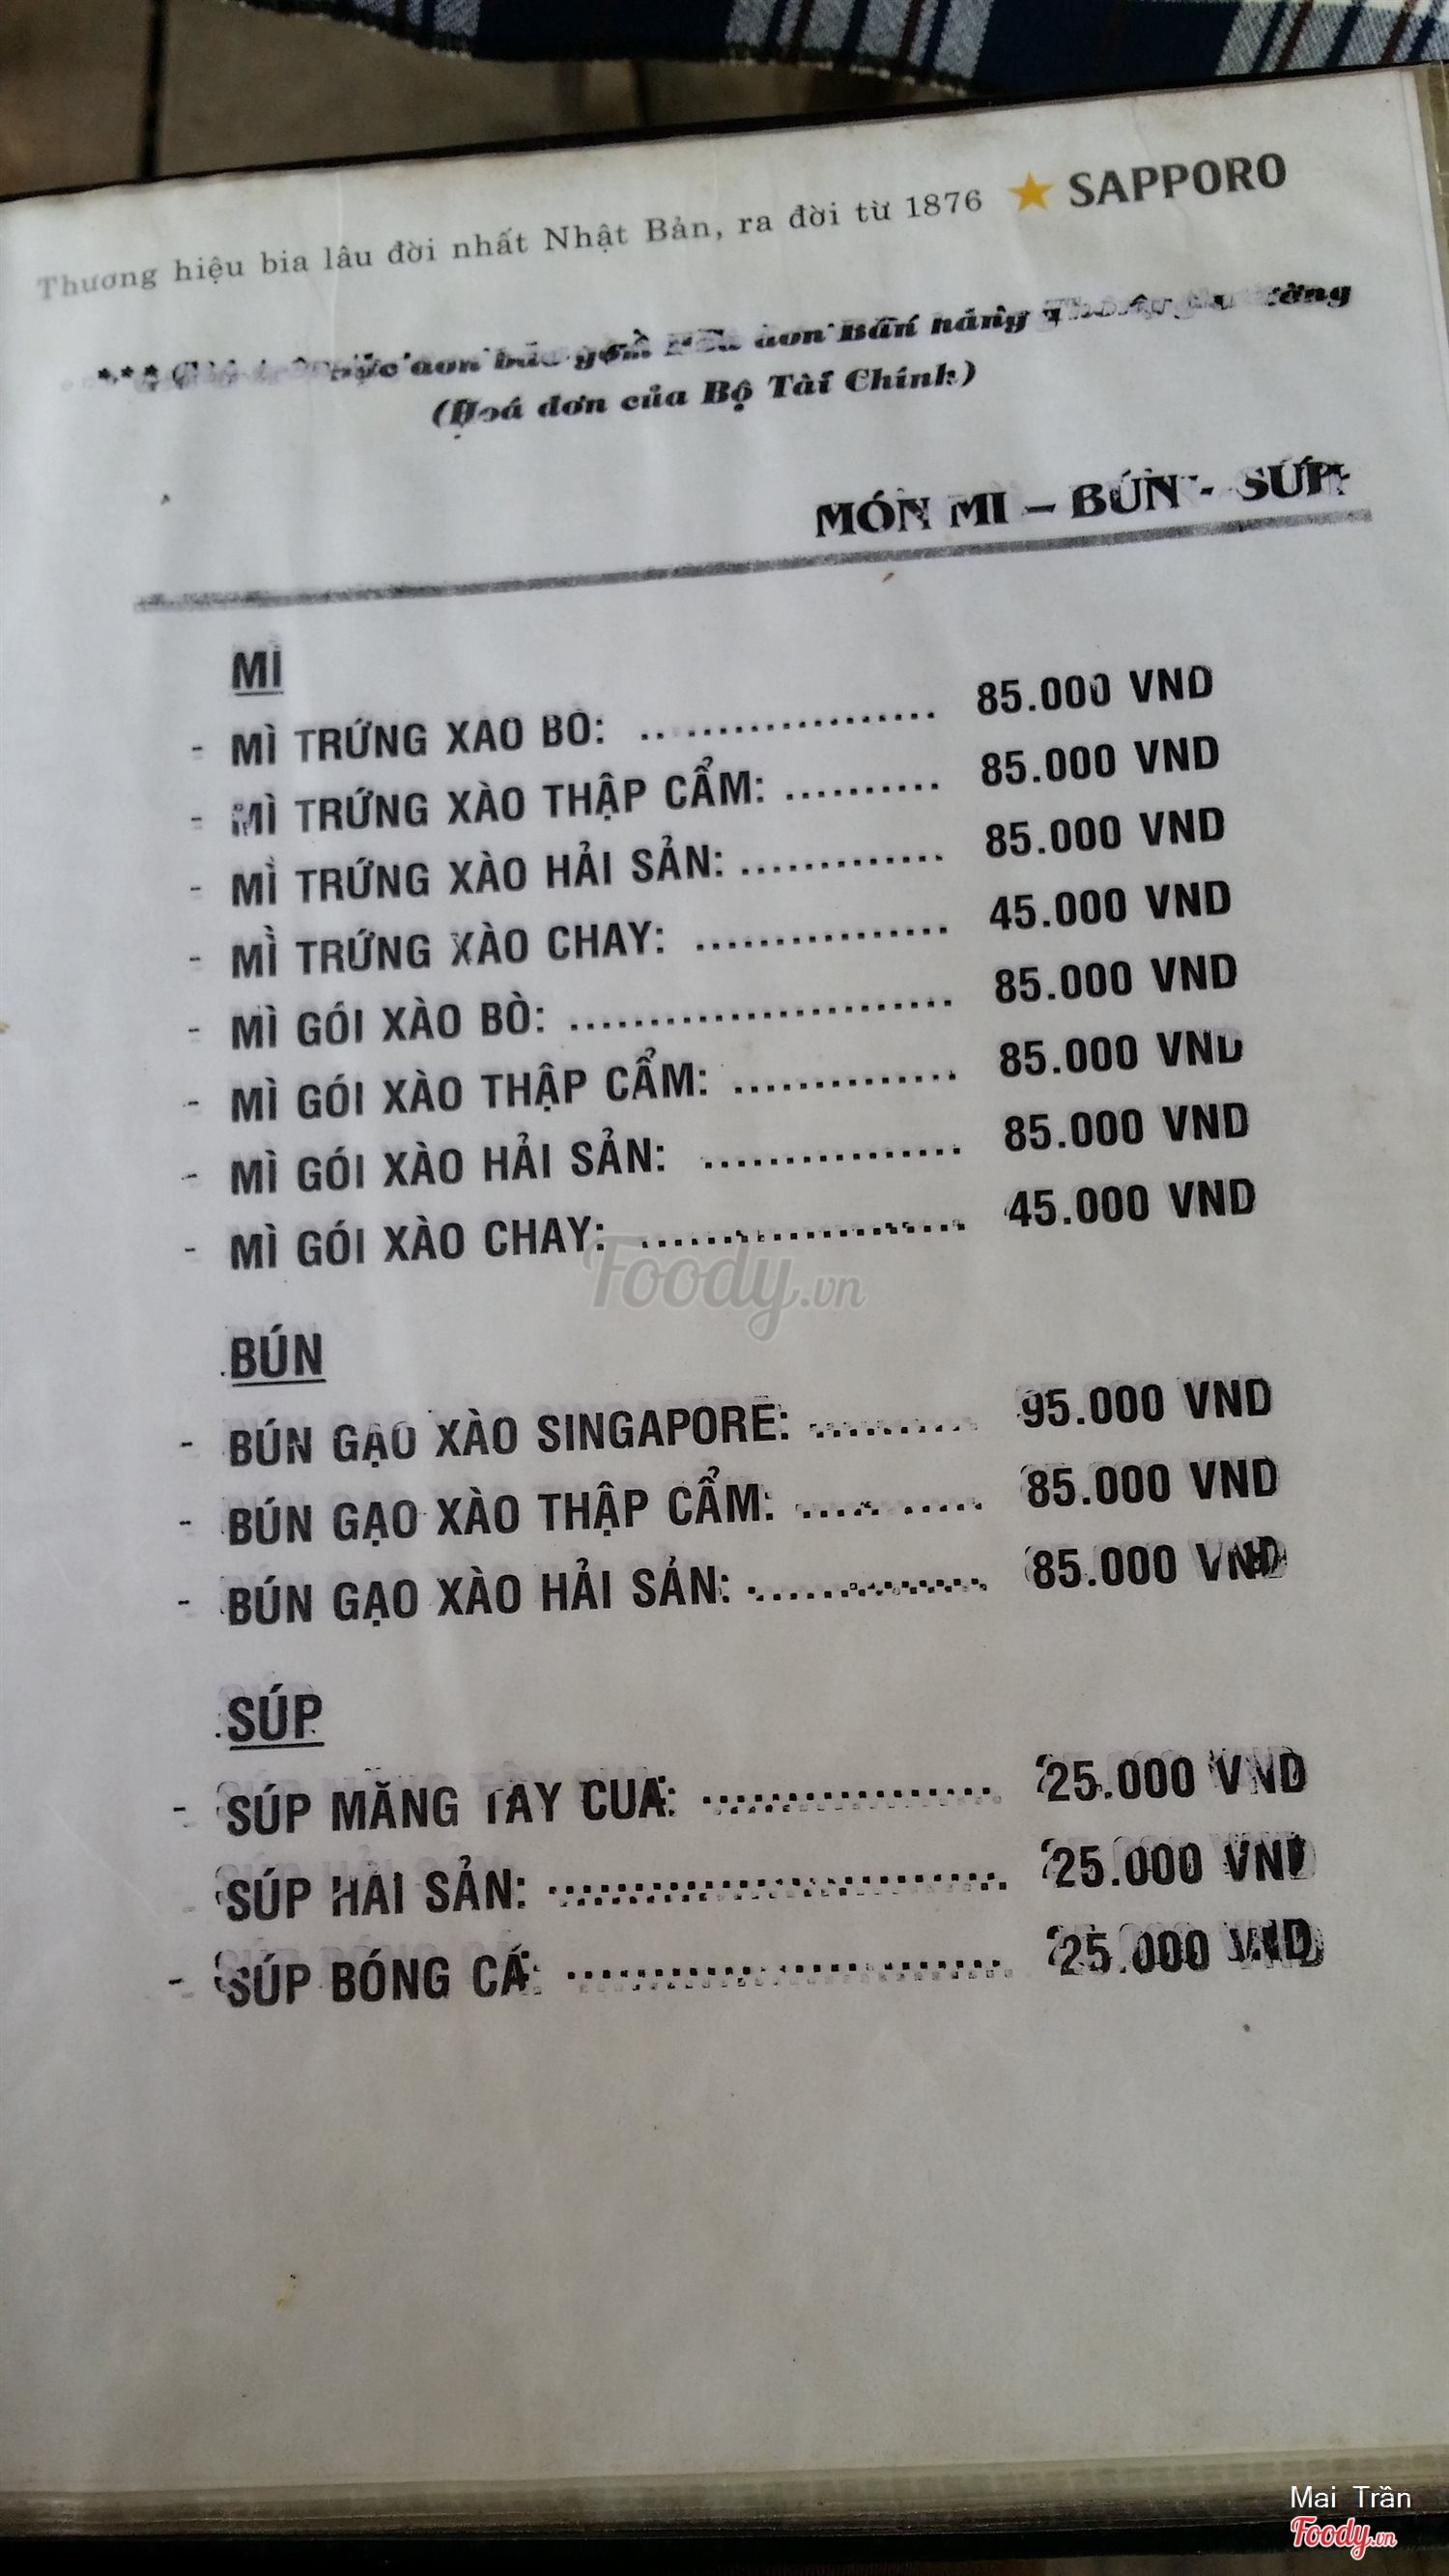 Thương hiệu bia lâu đời nhất Nhật Bản, ra đời từ 1876 ★ SAPPORO
*** đơn Bán hàng
(Hoá đơn của Bộ Tài Chính)
MÓN MÌ – BÚN - SÚP
MÌ
- MÌ TRỨNG XÀO BÒ: .................. 85.000 VND
- MÌ TRỨNG XÀO THẬP CẨM: .......... 85.000 VND
- MÌ TRỨNG XÀO HẢI SẢN: ............. 85.000 VND
- MÌ TRỨNG XÀO CHAY: ................ 45.000 VND
- MÌ GÓI XÀO BÒ: ........................ 85.000 VND
- MÌ GÓI XÀO THẬP CẨM: .............. 85.000 VND
- MÌ GÓI XÀO HẢI SẢN: ................ 85.000 VND
- MÌ GÓI XÀO CHAY: ..................... 45.000 VND
Foody.vn
BÚN
- BÚN GẠO XÀO SINGAPORE: .......... 95.000 VND
- BÚN GẠO XÀO THẬP CẨM: ........... 85.000 VND
- BÚN GẠO XÀO HẢI SẢN: .............. 85.000 VND
SÚP
- SÚP MĂNG TÂY CUA: .................. 25.000 VND
- SÚP HẢI SẢN: ............................ 25.000 VND
- SÚP BÓNG CÁ: ........................... 25.000 VND
Mai Trần
Foody.vn